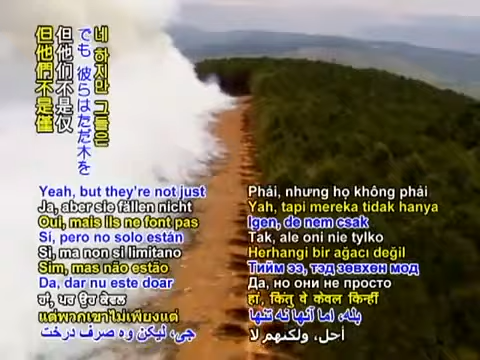 但他們不是僅
但他们不是仅
でも 彼らはただ木を
네 하지만 그들은
Yeah, but they're not just
Ja, aber sie fällen nicht
Oui, mais ils ne font pas
Sí, pero no solo están
Sì, ma non si limitano
Sim, mas não estão
Da, dar nu este doar
ਹਾਂ, ਪਰ ਉਹ ਕੇਵਲ
แต่พวกเขาไม่เพียงแต่
جی، لیکن وہ صرف درخت
Phải, nhưng họ không phải
Yah, tapi mereka tidak hanya
Igen, de nem csak
Tak, ale oni nie tylko
Herhangi bir ağacı değil
Тийм ээ, тэд зөвхөн мод
Да, но они не просто
हां, किंतु वे केवल किन्हीं
بله، اما آنها نه تنها
أجل، ولكنهم لا